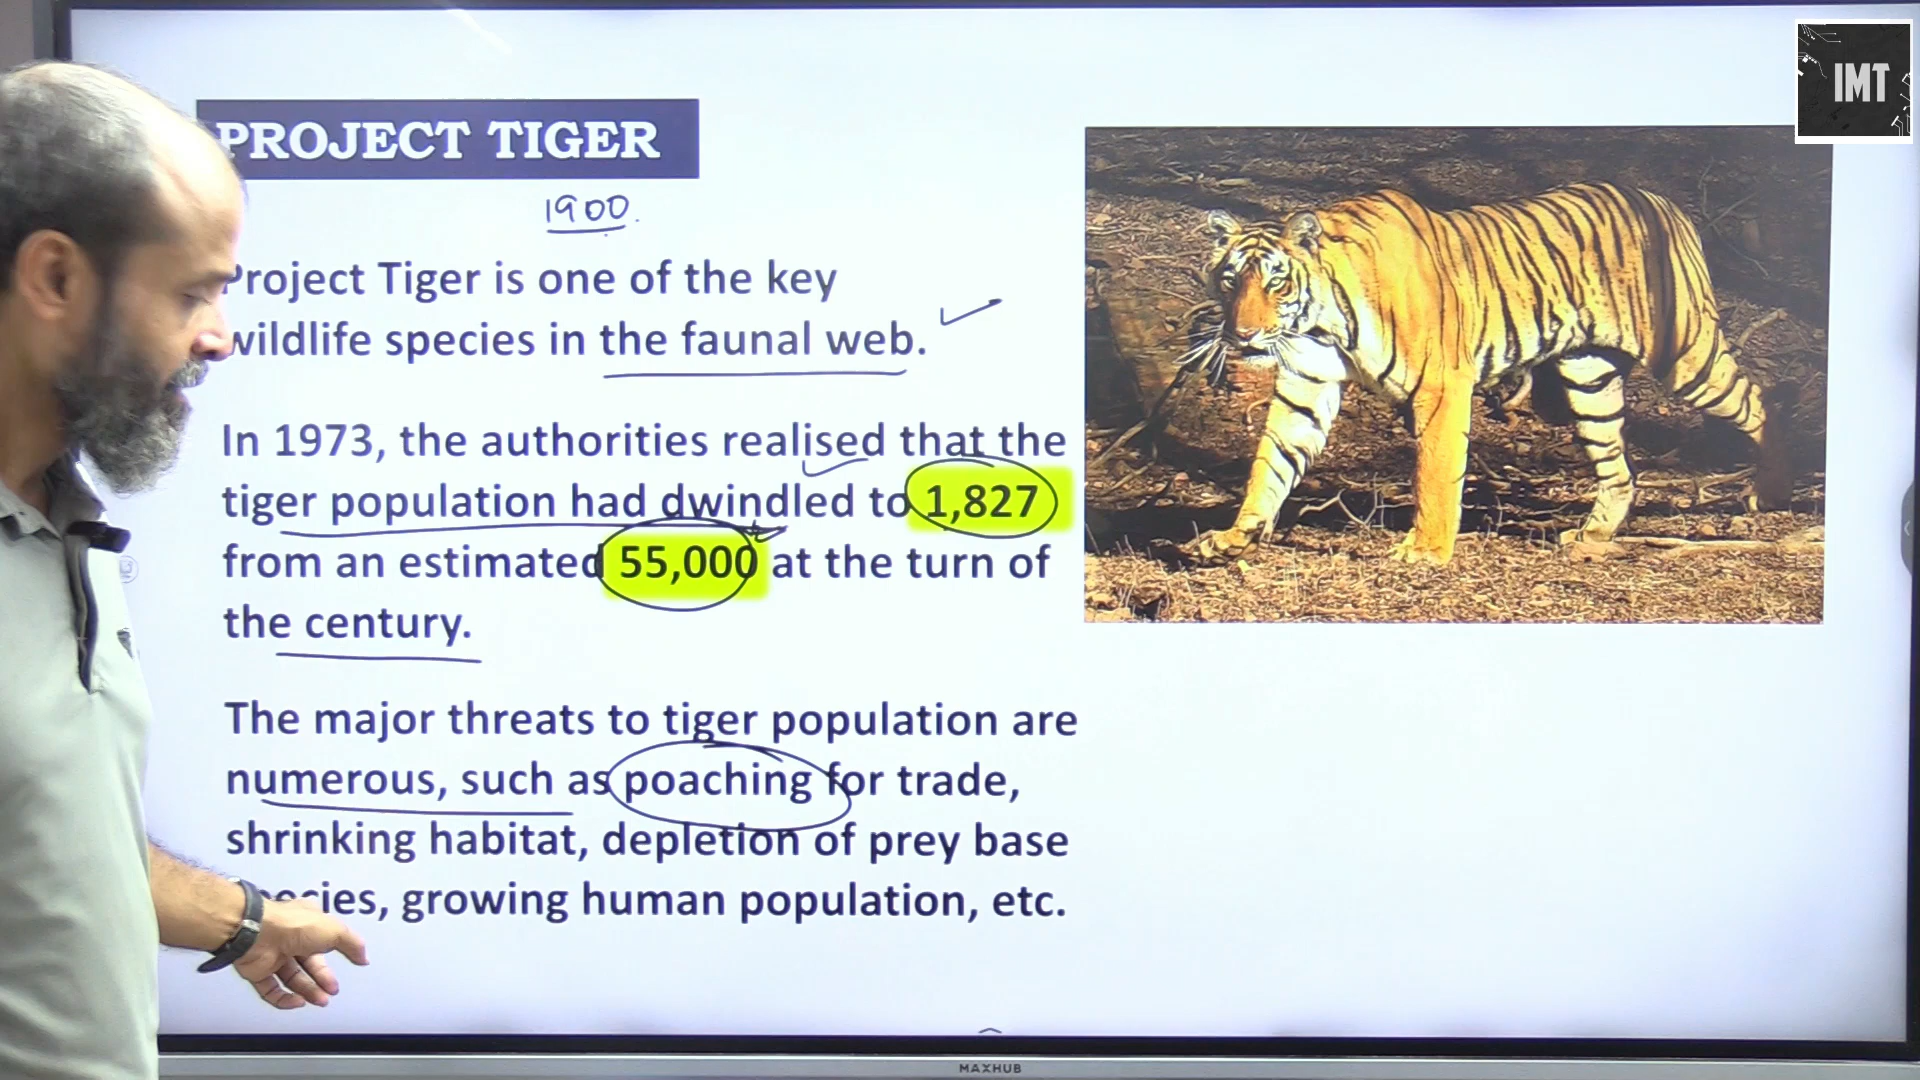 IMT
PROJECT TIGER
1900.
Project Tiger is one of the key
wildlife species in the faunal web.
In 1973, the authorities realised that the
tiger population had dwindled to 1,827
from an estimated 55,000 at the turn of
the century.
The major threats to tiger population are
numerous, such as poaching for trade,
shrinking habitat, depletion of prey base
species, growing human population, etc.
MAXHUB